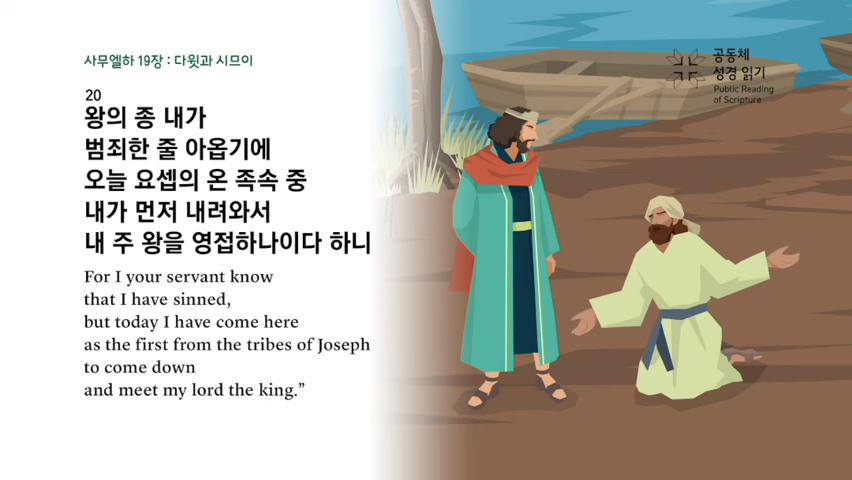 사무엘하 19장 : 다윗과 시므이
20
왕의 종 내가
범죄한 줄 아옵기에
오늘 요셉의 온 족속 중
내가 먼저 내려와서
내 주 왕을 영접하나이다 하니
For I your servant know
that I have sinned,
but today I have come here
as the first from the tribes of Joseph
to come down
and meet my lord the king.”
공동체
성경 읽기
Public Reading
of Scripture